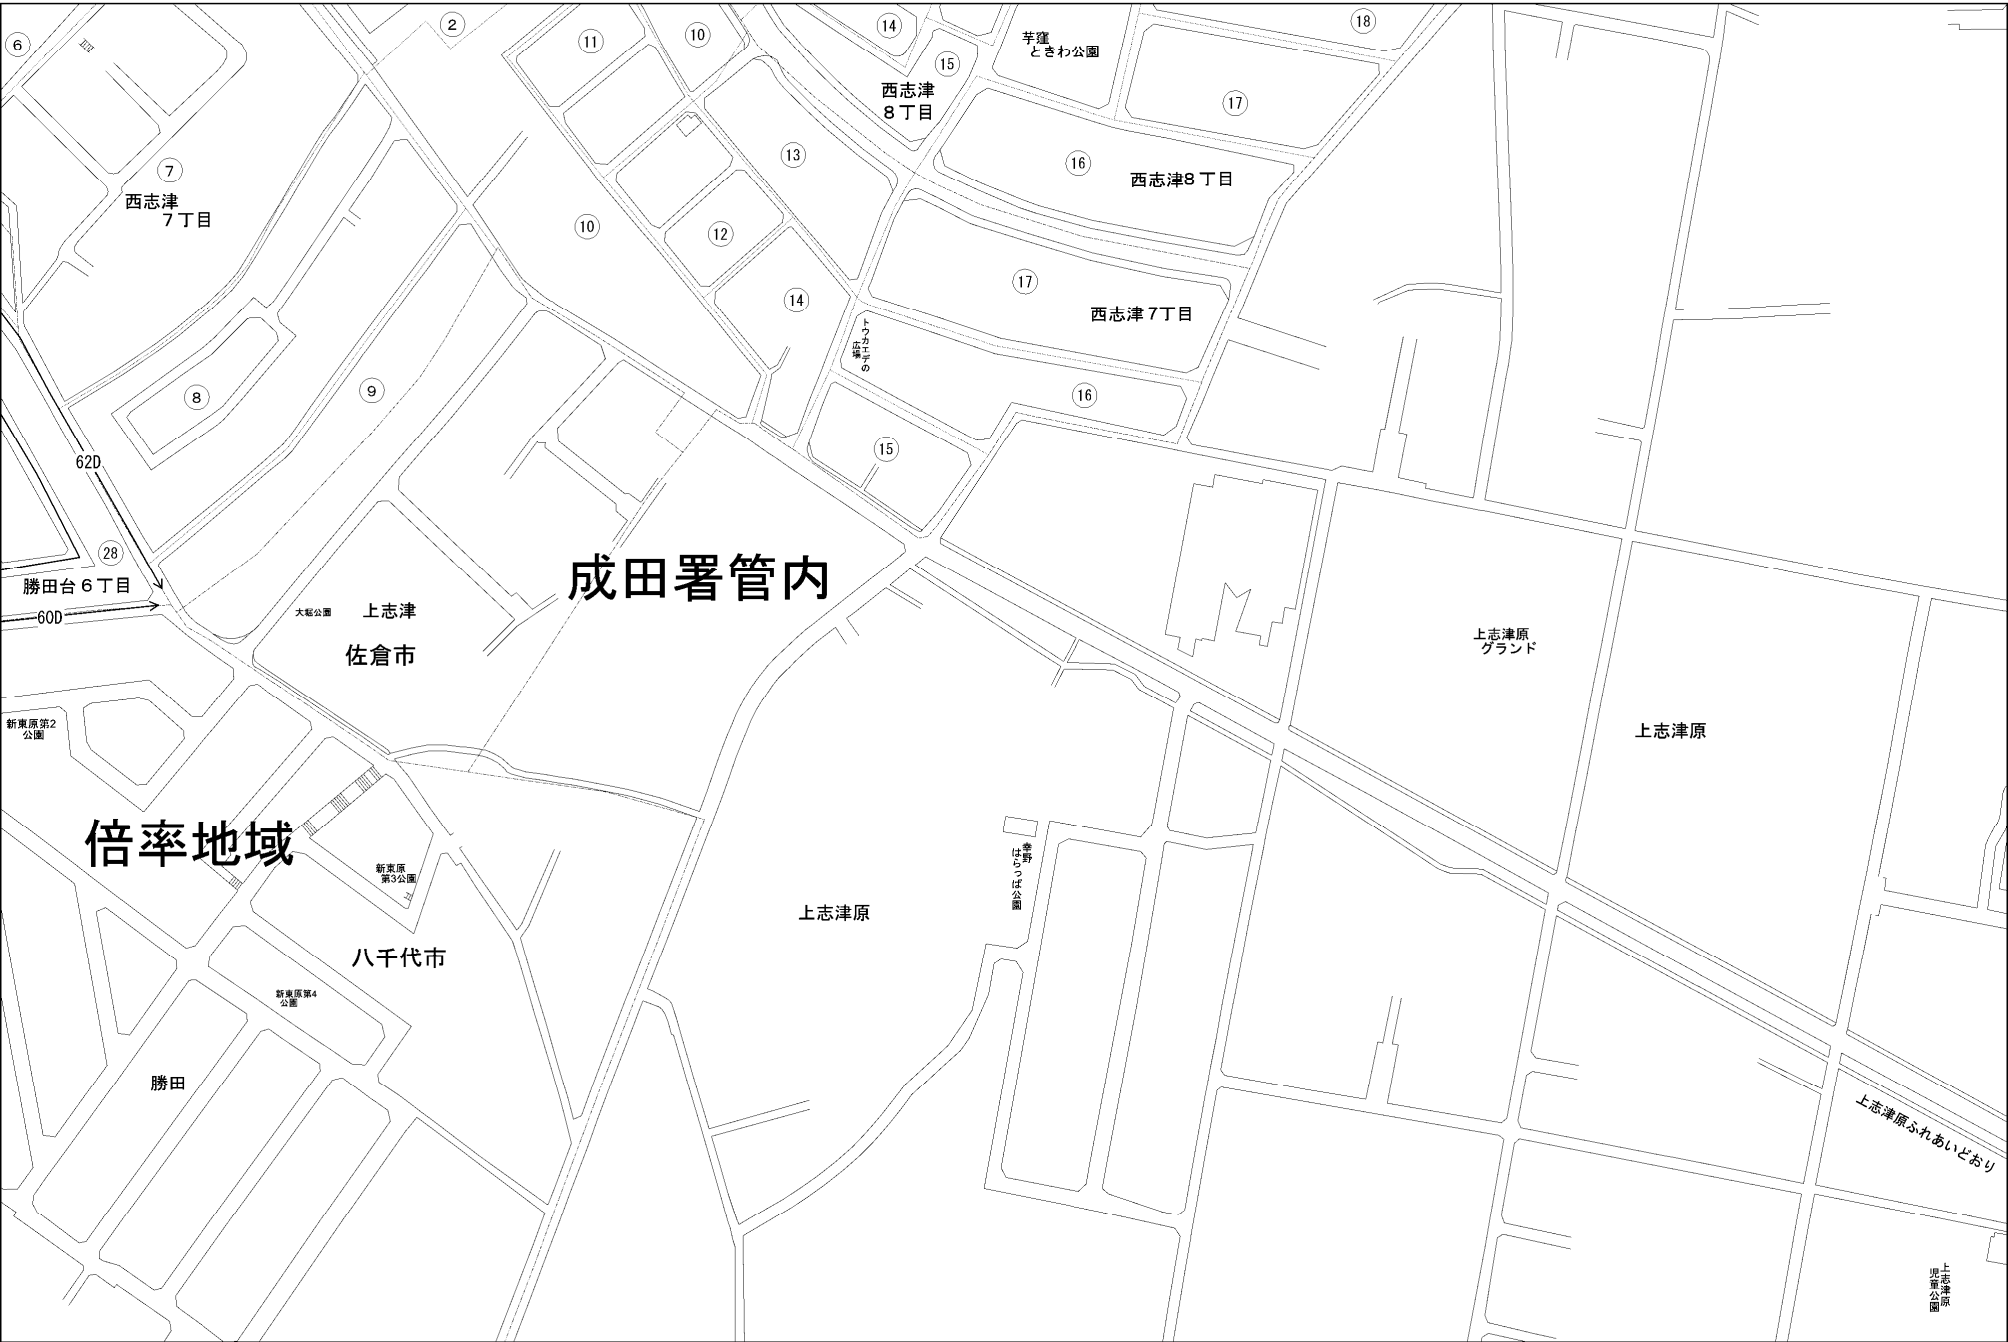 2
6
11
10
14
18
芋窪
ときわ公園
15
西志津
8丁目
17
13
16
西志津8丁目
7
西志津
7丁目
10
12
17
14
西志津7丁目
トウカエデの
広場
8
9
16
15
62D
28
勝田台6丁目
60D
成田署管内
大堀公園
上志津
佐倉市
上志津原
グランド
上志津原
新東原第2
公園
倍率地域
新東原
第3公園
幸野
はらっぱ公園
上志津原
八千代市
新東原第4
公園
勝田
上志津原ふれあいどおり
上志津原
児童公園